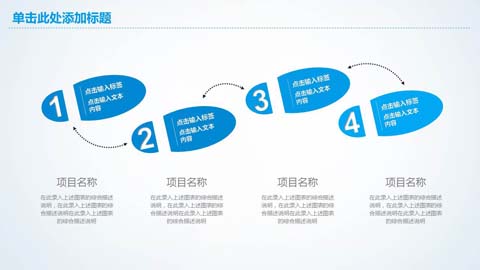 单击此处添加标题
1
点击输入标签
点击输入文本
内容
2
点击输入标签
点击输入文本
内容
3
点击输入标签
点击输入文本
内容
4
点击输入标签
点击输入文本
内容
项目名称
在此录入上述图表的综合描述
说明，在此录入上述图表的综
合描述说明在此录入上述图表
的综合描述说明
项目名称
在此录入上述图表的综合描述
说明，在此录入上述图表的综
合描述说明在此录入上述图表
的综合描述说明
项目名称
在此录入上述图表的综合描述
说明，在此录入上述图表的综
合描述说明在此录入上述图表
的综合描述说明
项目名称
在此录入上述图表的综合描述
说明，在此录入上述图表的综
合描述说明在此录入上述图表
的综合描述说明